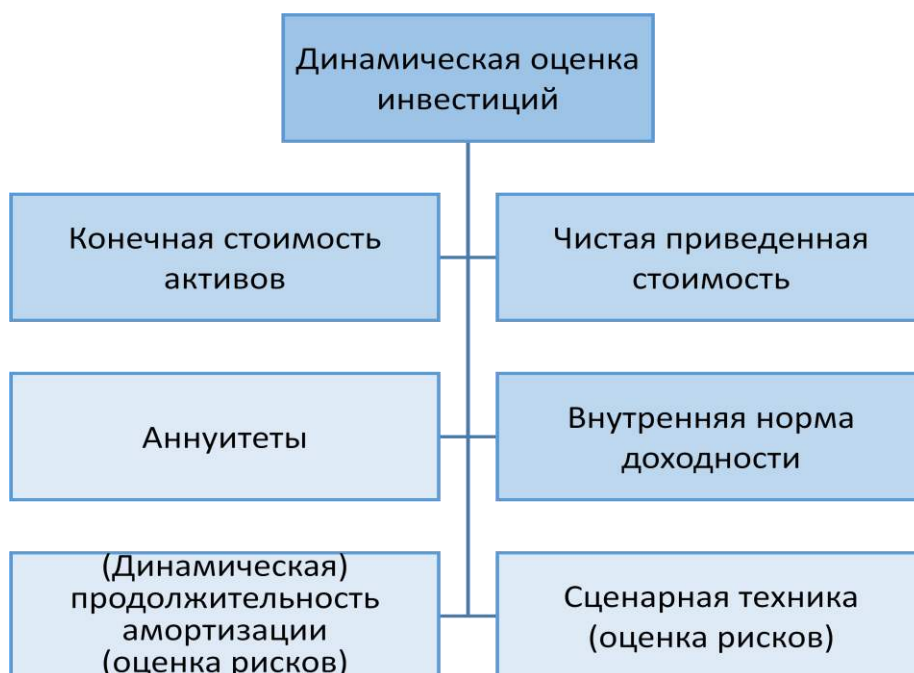 Динамическая оценка
инвестиций
Конечная стоимость
активов
Чистая приведенная
стоимость
Аннуитеты
Внутренняя норма
доходности
(Динамическая)
продолжительность
амортизации
(оценка рисков)
Сценарная техника
(оценка рисков)